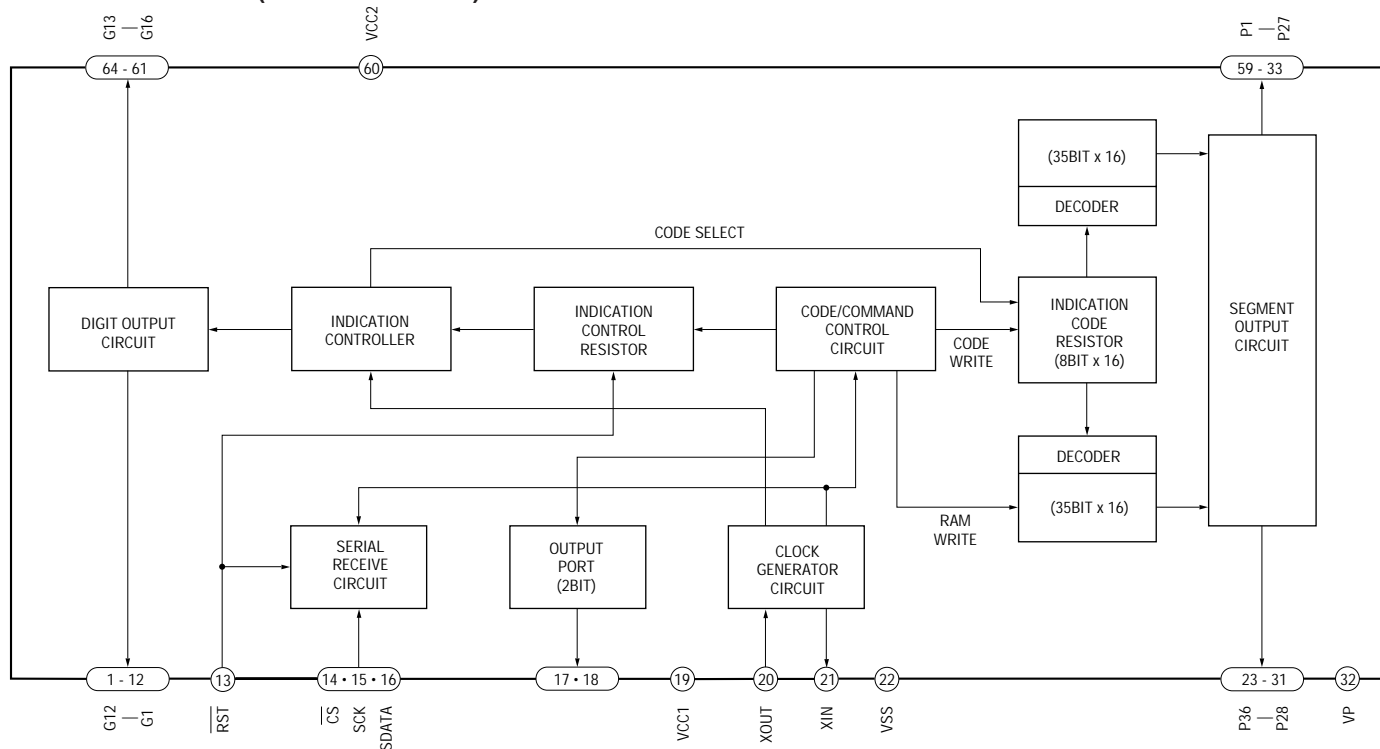 G13 — G16
VCC2
P1 — P27
64 - 61
60
59 - 33
(35BIT x 16)
DECODER
CODE SELECT
DIGIT OUTPUT
CIRCUIT
INDICATION
CONTROLLER
INDICATION
CONTROL
RESISTOR
CODE/COMMAND
CONTROL
CIRCUIT
CODE
WRITE
INDICATION
CODE
RESISTOR
(8BIT x 16)
SEGMENT
OUTPUT
CIRCUIT
DECODER
(35BIT x 16)
RAM
WRITE
SERIAL
RECEIVE
CIRCUIT
OUTPUT
PORT
(2BIT)
CLOCK
GENERATOR
CIRCUIT
1 - 12
13
14 • 15 • 16
17 • 18
19
20
21
22
23 - 31
32
G12 — G1
RST
CS
SCK
SDATA
VCC1
XOUT
XIN
VSS
P36 — P28
VP